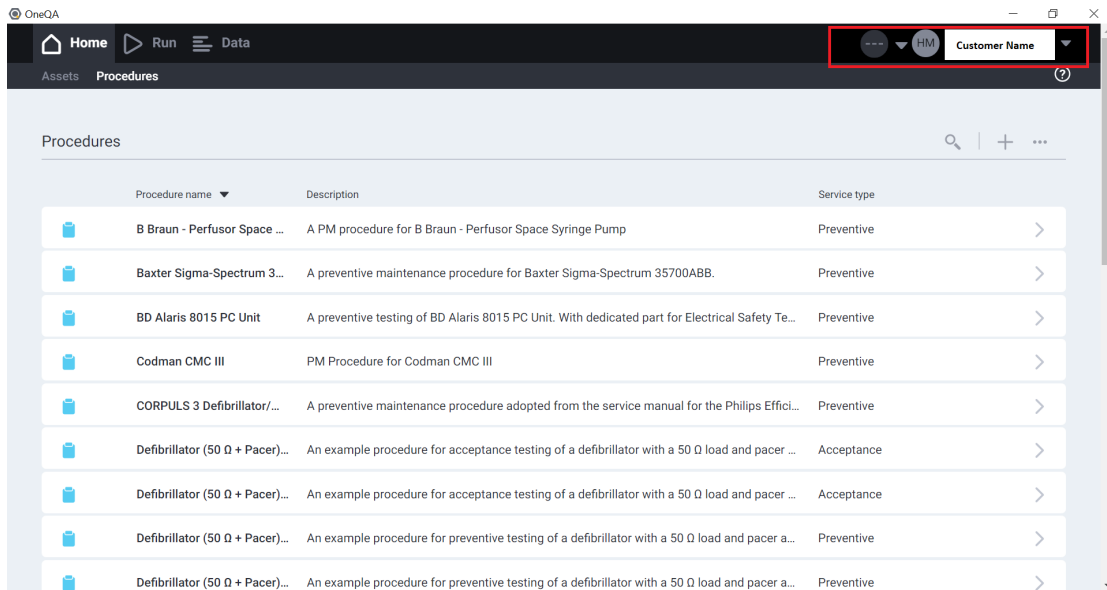 OneQA
Home Run Data --- HM Customer Name
Assets Procedures ?
Procedures
Procedure name Description Service type
B Braun - Perfusor Space ... A PM procedure for B Braun - Perfusor Space Syringe Pump Preventive
Baxter Sigma-Spectrum 3... A preventive maintenance procedure for Baxter Sigma-Spectrum 35700ABB. Preventive
BD Alaris 8015 PC Unit A preventive testing of BD Alaris 8015 PC Unit. With dedicated part for Electrical Safety Te... Preventive
Codman CMC III PM Procedure for Codman CMC III Preventive
CORPULS 3 Defibrillator/... A preventive maintenance procedure adopted from the service manual for the Philips Effici... Preventive
Defibrillator (50 Ω + Pacer)... An example procedure for acceptance testing of a defibrillator with a 50 Ω load and pacer ... Acceptance
Defibrillator (50 Ω + Pacer)... An example procedure for acceptance testing of a defibrillator with a 50 Ω load and pacer ... Acceptance
Defibrillator (50 Ω + Pacer)... An example procedure for preventive testing of a defibrillator with a 50 Ω load and pacer a... Preventive
Defibrillator (50 Ω + Pacer)... An example procedure for preventive testing of a defibrillator with a 50 Ω load and pacer a... Preventive